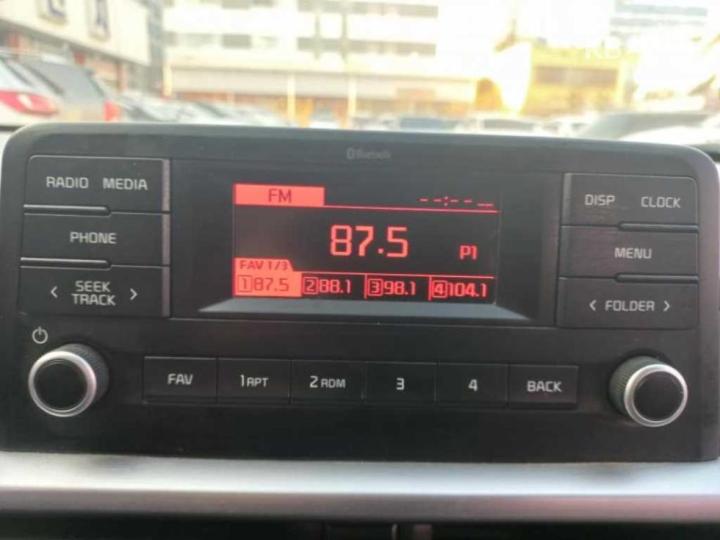 Bluetooth
RADIO MEDIA
FM
--:-- --
DISP CLOCK
PHONE
87.5 P1
MENU
< SEEK TRACK >
FAV 1/3
1 87.5 2 88.1 3 98.1 4 104.1
< FOLDER >
FAV 1 RPT 2 RDM 3 4 BACK